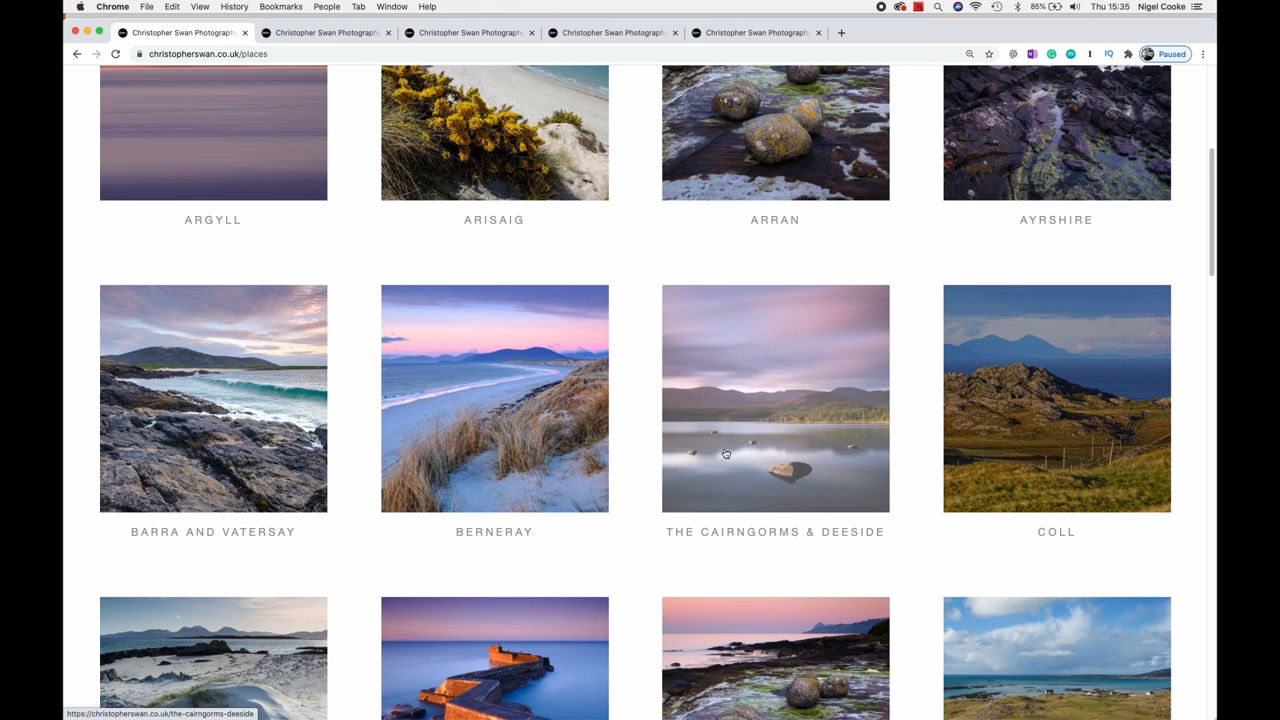 Chrome File Edit View History Bookmarks People Tab Window Help 85% Thu 15:35 Nigel Cooke
Christopher Swan Photograph Christopher Swan Photograph Christopher Swan Photograph Christopher Swan Photograph Christopher Swan Photograph
christopherswan.co.uk/places Paused
ARGYLL ARISAIG ARRAN AYRSHIRE
BARRA AND VATERSAY BERNERAY THE CAIRNGORMS & DEESIDE COLL
https://christopherswan.co.uk/the-cairngorms-deeside